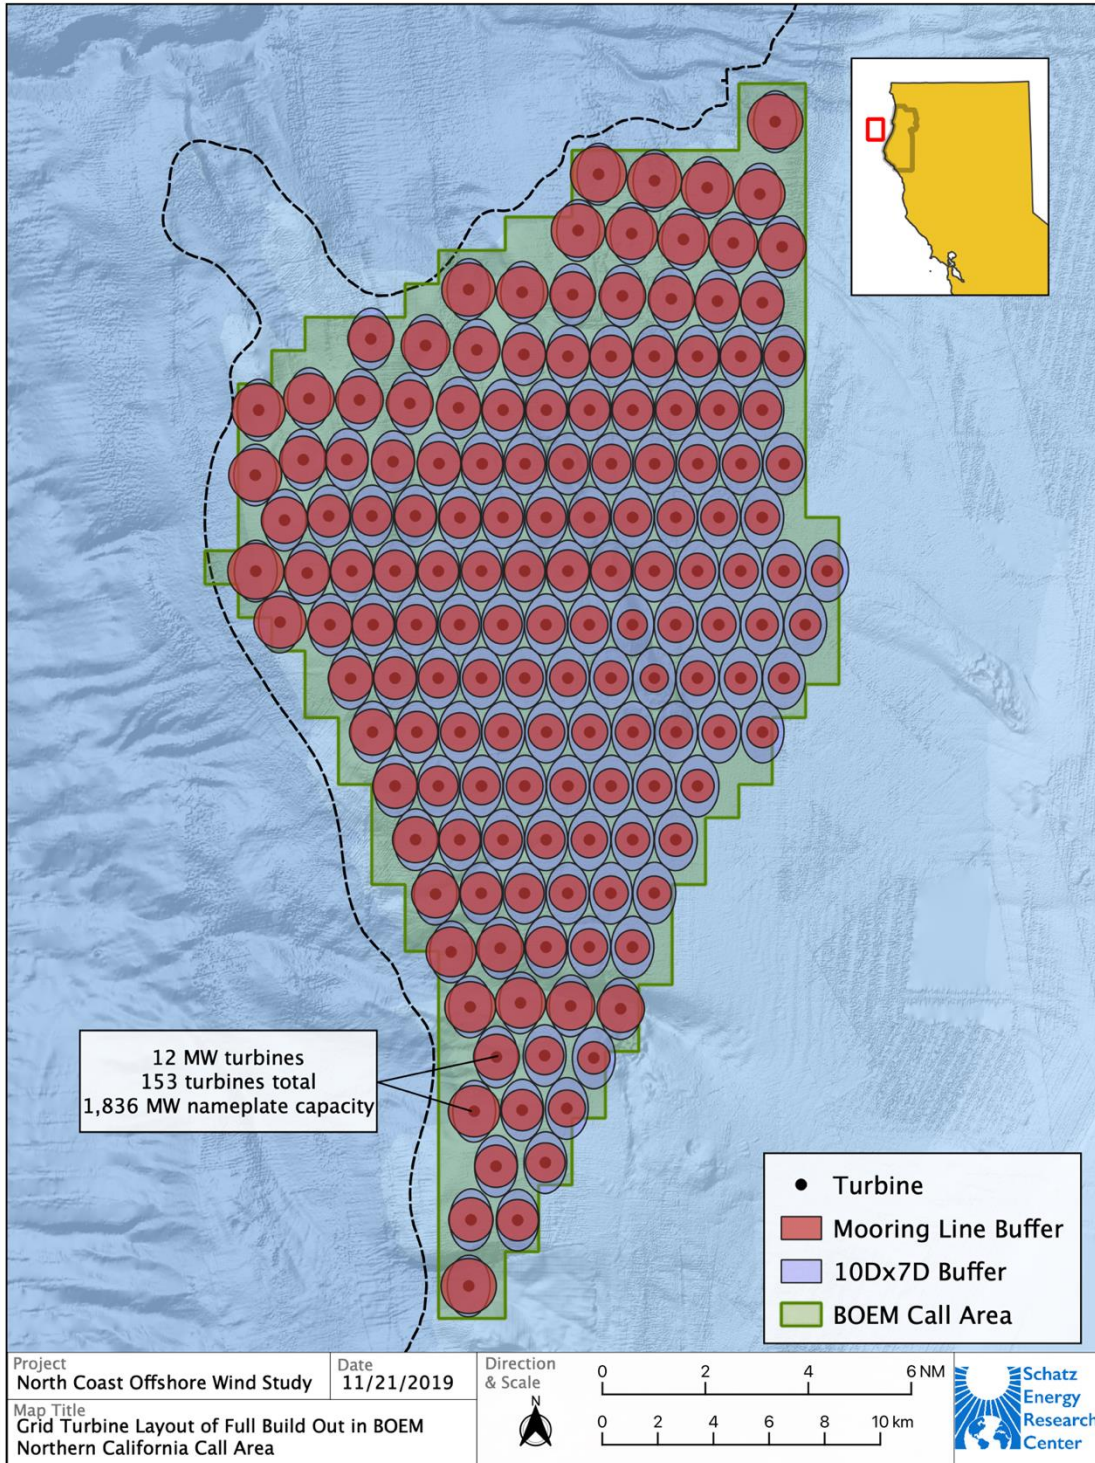 12 MW turbines
153 turbines total
1,836 MW nameplate capacity
Turbine
Mooring Line Buffer
10Dx7D Buffer
BOEM Call Area
Project
North Coast Offshore Wind Study
Date
11/21/2019
Map Title
Grid Turbine Layout of Full Build Out in BOEM
Northern California Call Area
Direction
& Scale
N
0 2 4 6 NM
0 2 4 6 8 10 km
Schatz
Energy
Research
Center